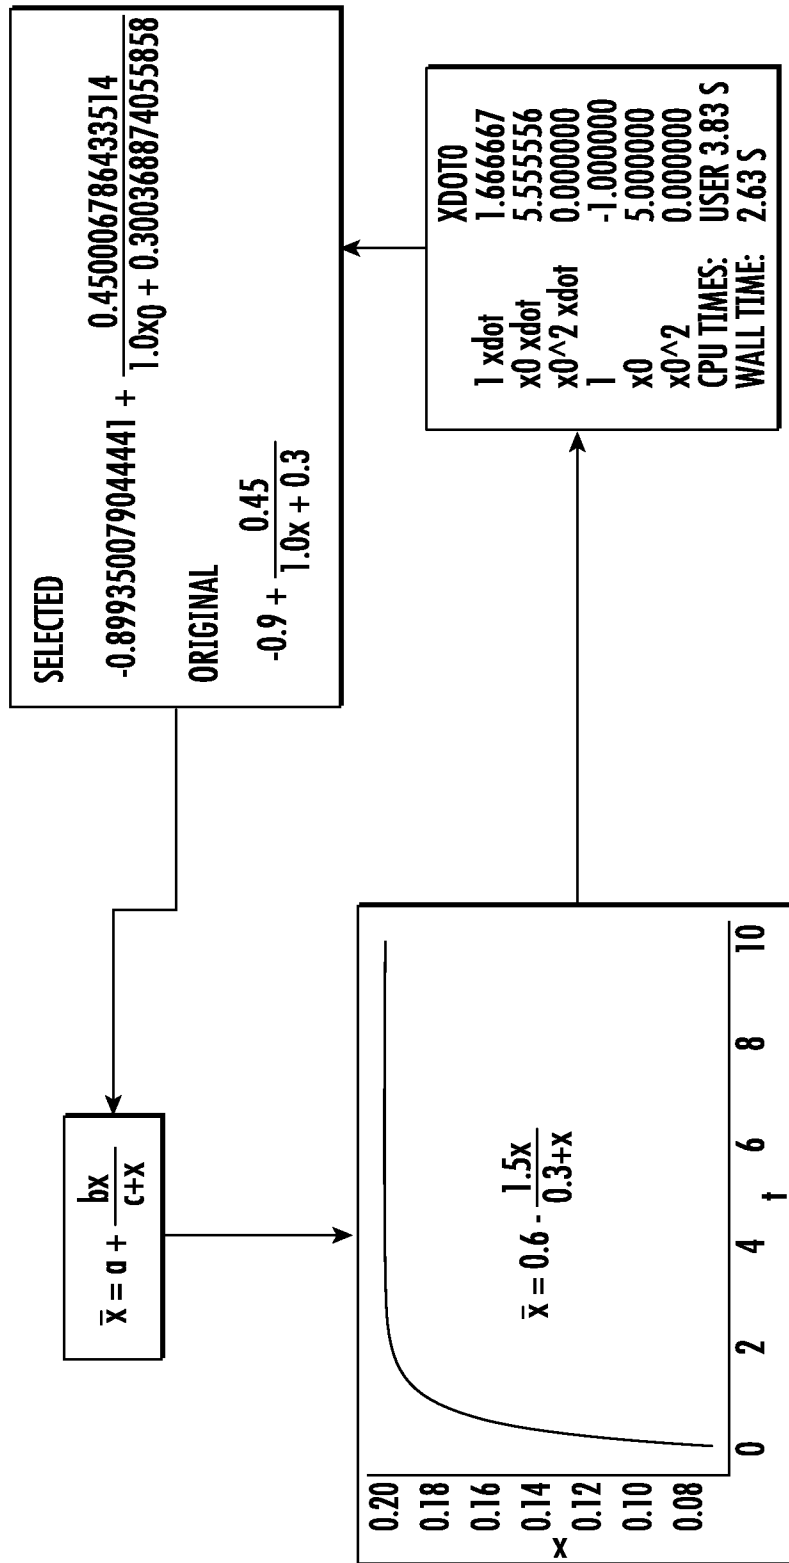 x̄ = a + bx/(c+x)
0.20
0.18
0.16
0.14
0.12
0.10
0.08
x
x̄ = 0.6 - 1.5x/(0.3+x)
0 2 4 6 8 10
t
XDOT0
1 xdot 1.666667
x0 xdot 5.555556
x0^2 xdot 0.000000
1 -1.000000
x0 5.000000
x0^2 0.000000
CPU TIMES: USER 3.83 S
WALL TIME: 2.63 S
SELECTED
-0.899350079044441 + 0.450006786433514/(1.0x₀ + 0.300368874055858)
ORIGINAL
-0.9 + 0.45/(1.0x + 0.3)